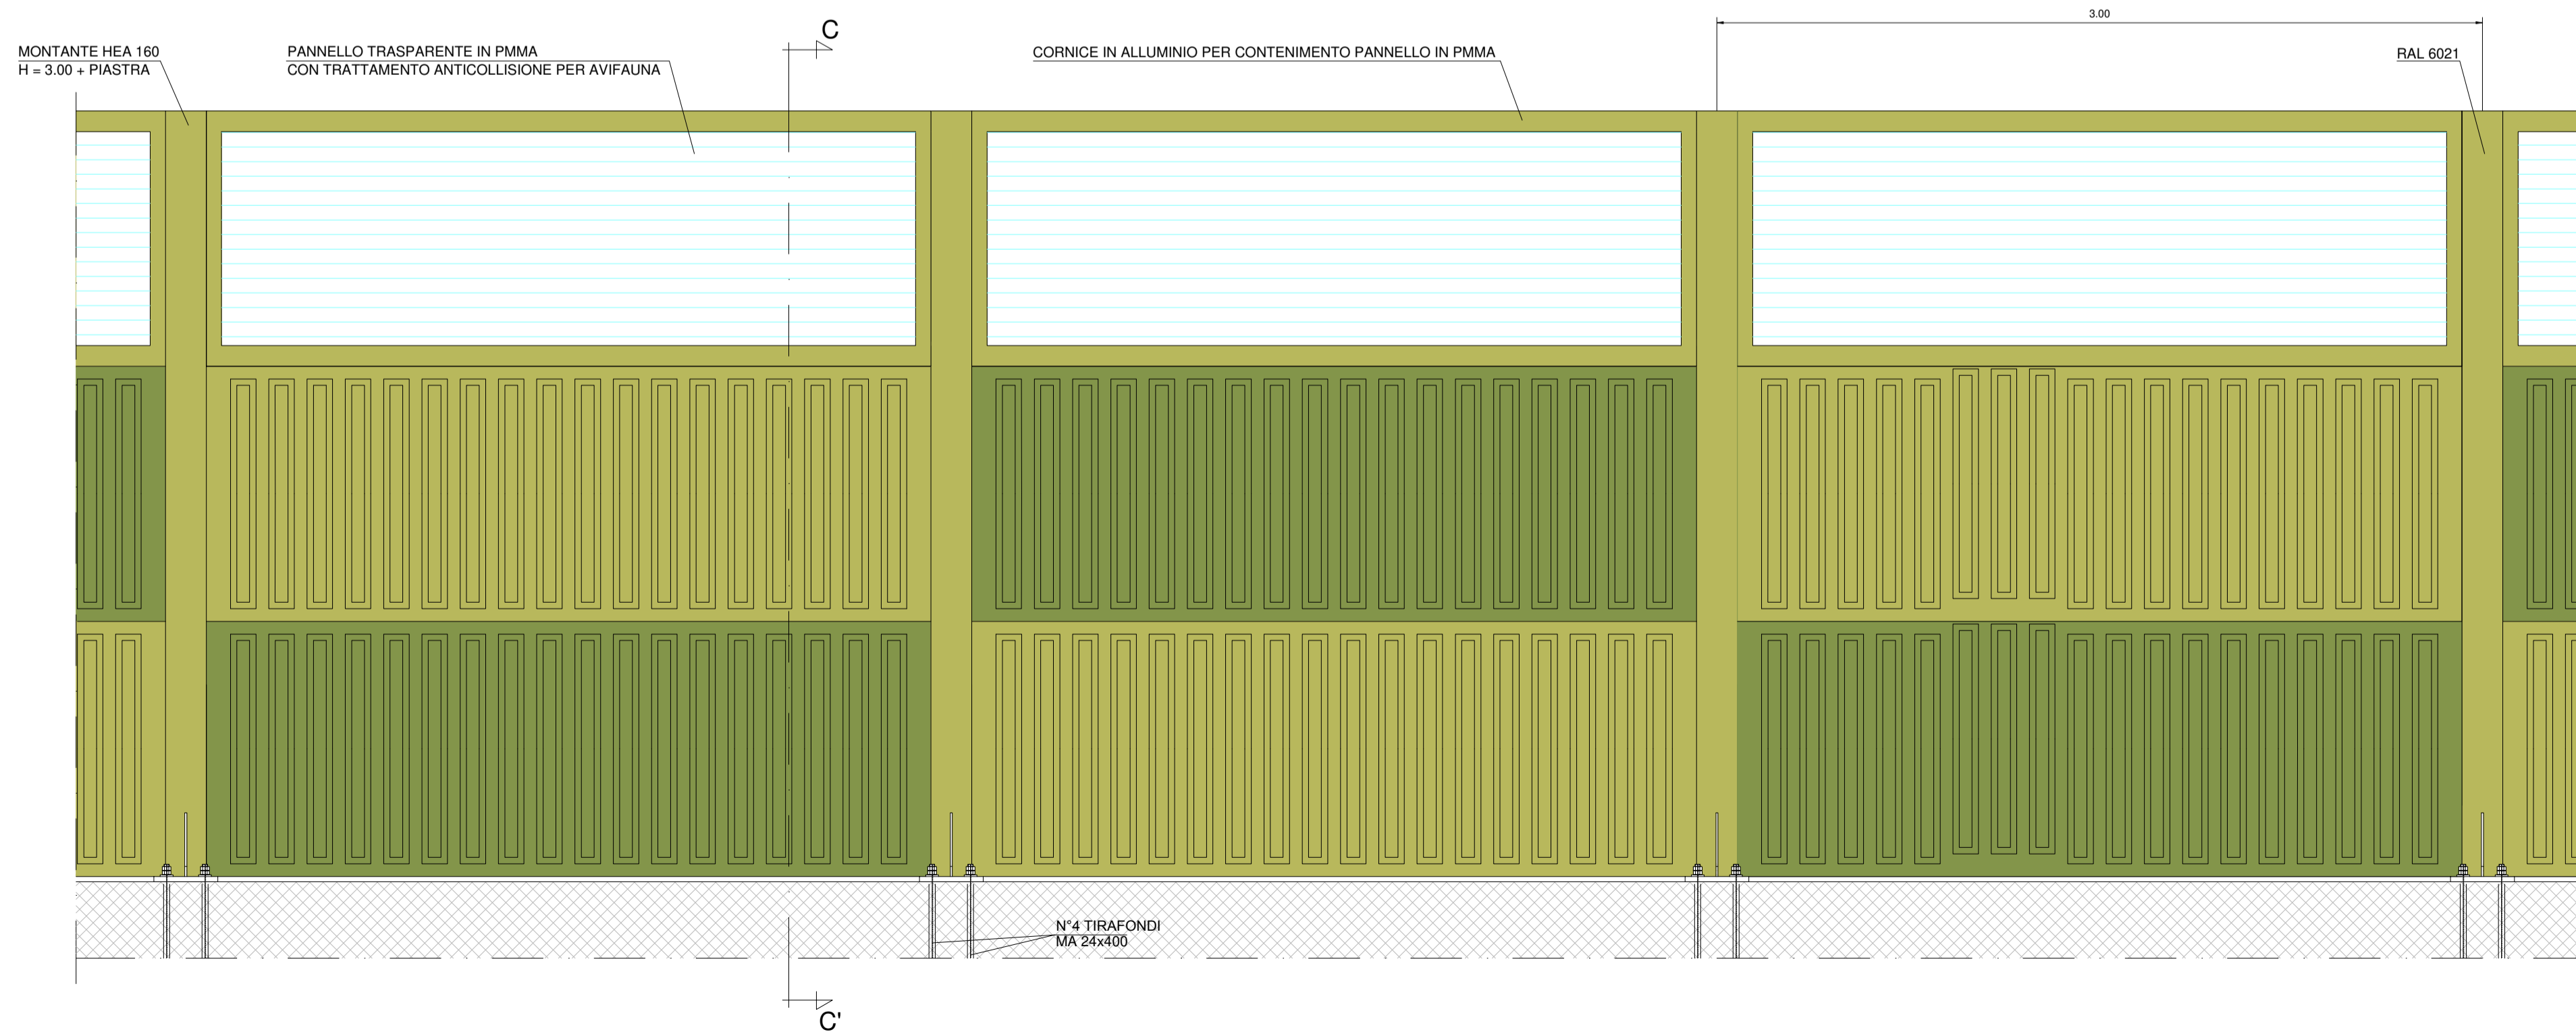 C
3.00
MONTANTE HEA 160
H = 3.00 + PIASTRA
PANNELLO TRASPARENTE IN PMMA
CON TRATTAMENTO ANTICOLLISIONE PER AVIFAUNA
CORNICE IN ALLUMINIO PER CONTENIMENTO PANNELLO IN PMMA
RAL 6021
N°4 TIRAFONDI
MA 24x400
C'